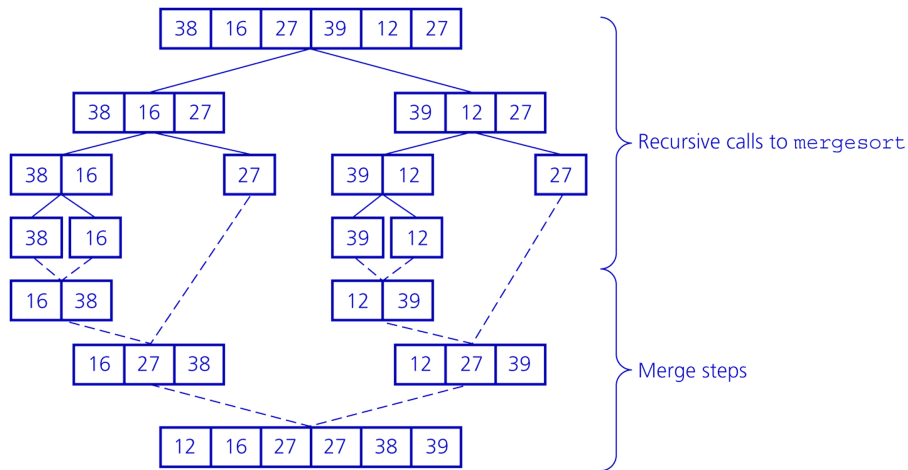 38 16 27 39 12 27
38 16 27 39 12 27
Recursive calls to mergesort
38 16 27 39 12 27
38 16 39 12
16 38 12 39
16 27 38 12 27 39
Merge steps
12 16 27 27 38 39